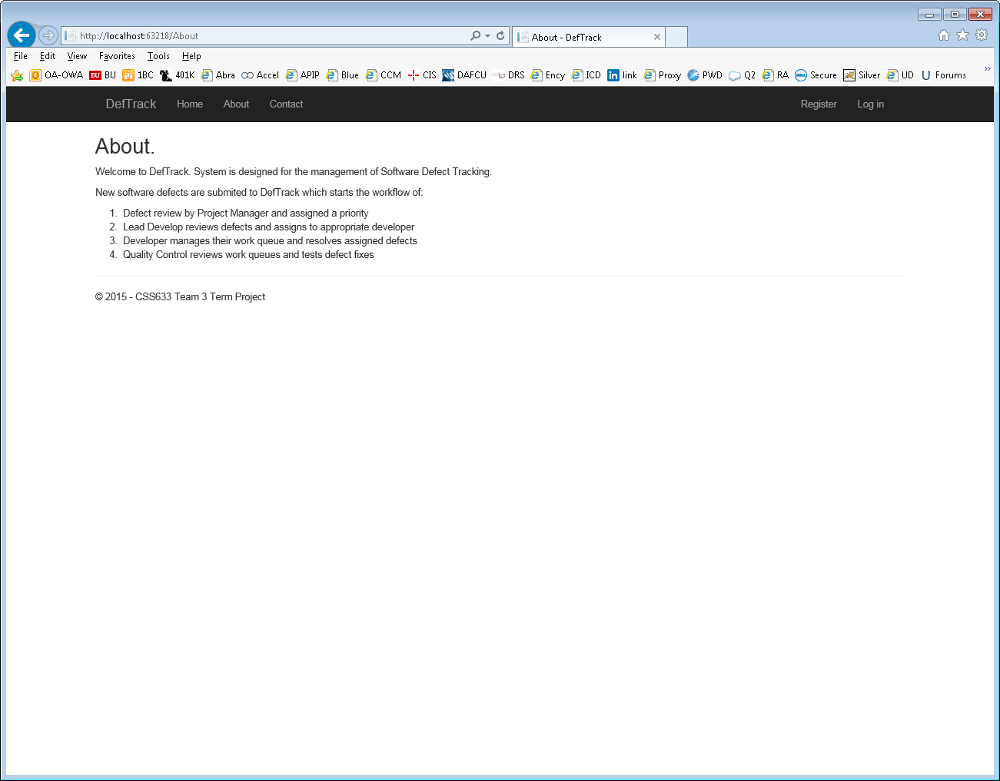 http://localhost:63218/About
About - DefTrack
File Edit View Favorites Tools Help
OA-OWA BU BU 1BC 401K Abra Accel APIP Blue CCM CIS DAFCU DRS Ency ICD in link Proxy PWD Q2 RA DELL Secure Silver UD U Forums
DefTrack Home About Contact Register Log in
About.
Welcome to DefTrack. System is designed for the management of Software Defect Tracking.
New software defects are submited to DefTrack which starts the workflow of:
1. Defect review by Project Manager and assigned a priority
2. Lead Develop reviews defects and assigns to appropriate developer
3. Developer manages their work queue and resolves assigned defects
4. Quality Control reviews work queues and tests defect fixes
© 2015 - CSS633 Team 3 Term Project